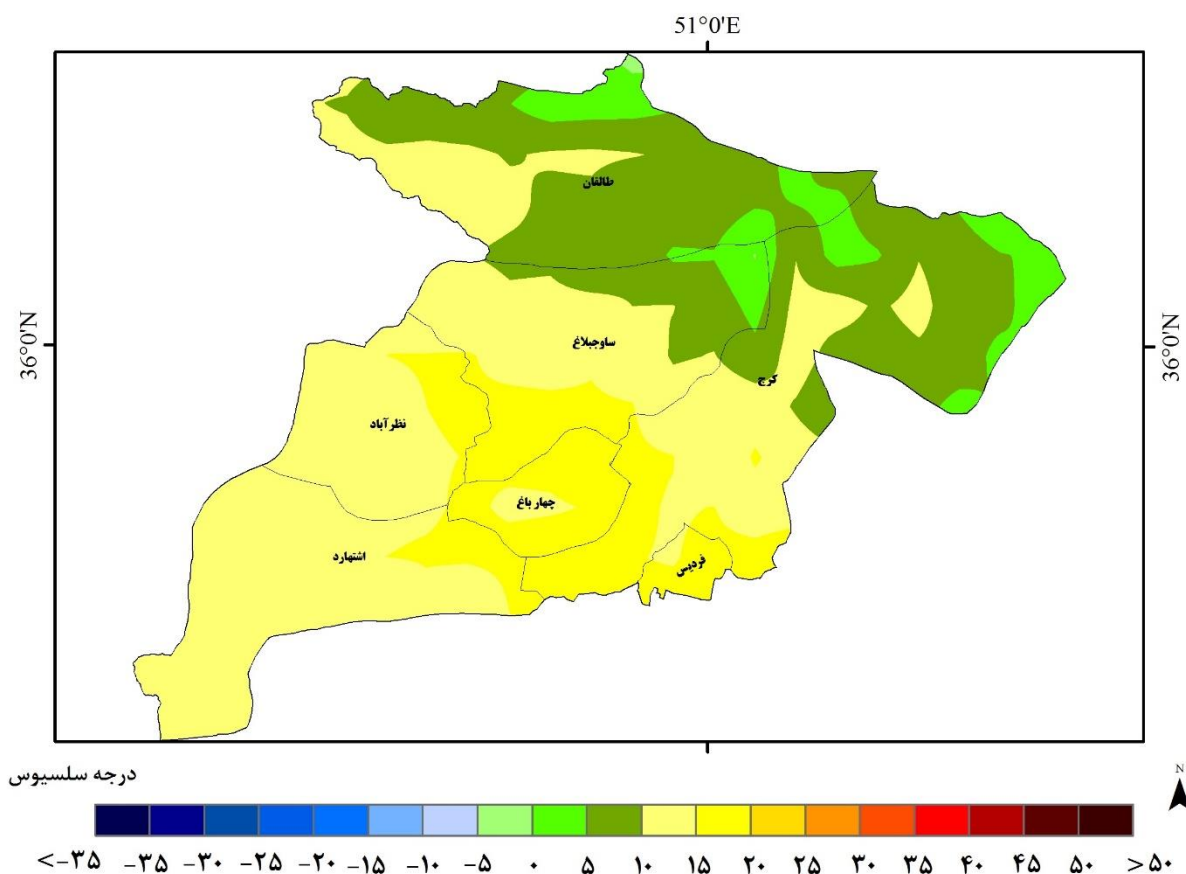 51°0'E
طالقان
36°0'N
36°0'N
ساوجبلاغ
کرج
نظرآباد
چهارباغ
اشتهارد
فردیس
درجه سلسیوس
N
<-۳۵ -۳۵ -۳۰ -۲۵ -۲۰ -۱۵ -۱۰ -۵ ۰ ۵ ۱۰ ۱۵ ۲۰ ۲۵ ۳۰ ۳۵ ۴۰ ۴۵ ۵۰ >۵۰